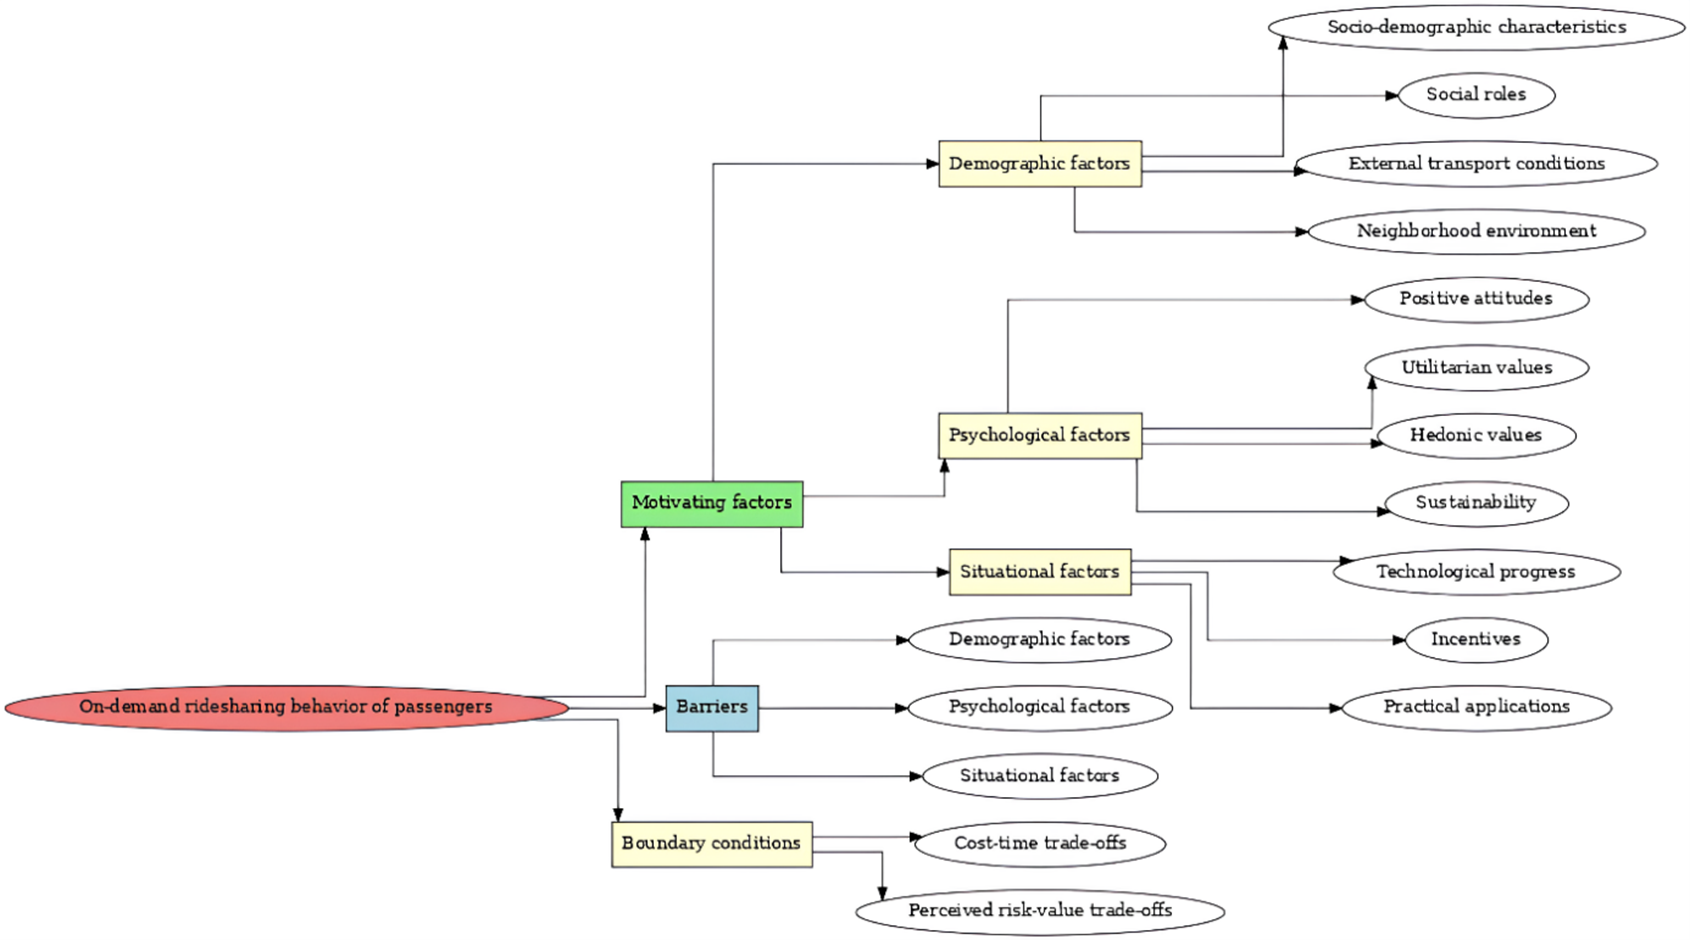 Socio-demographic characteristics
Social roles
Demographic factors
External transport conditions
Neighborhood environment
Positive attitudes
Utilitarian values
Psychological factors
Hedonic values
Motivating factors
Sustainability
Situational factors
Technological progress
Demographic factors
Incentives
On-demand ridesharing behavior of passengers
Barriers
Psychological factors
Practical applications
Situational factors
Boundary conditions
Cost-time trade-offs
Perceived risk-value trade-offs